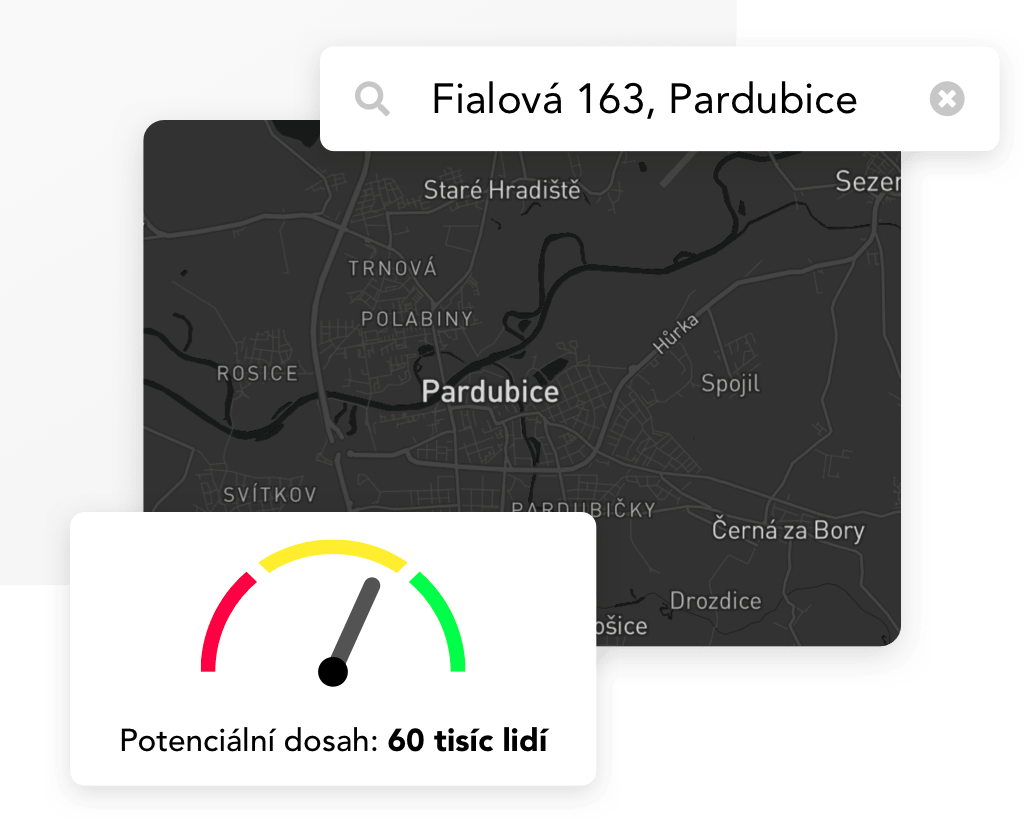 Fialová 163, Pardubice
Sezer
Staré Hradiště
TRNOVÁ
POLABINY
Hůrka
ROSICE
Spojil
Pardubice
SVÍTKOV
PARDUBIČKY
Černá za Bory
Drozdice
ošice
Potenciální dosah: 60 tisíc lidí